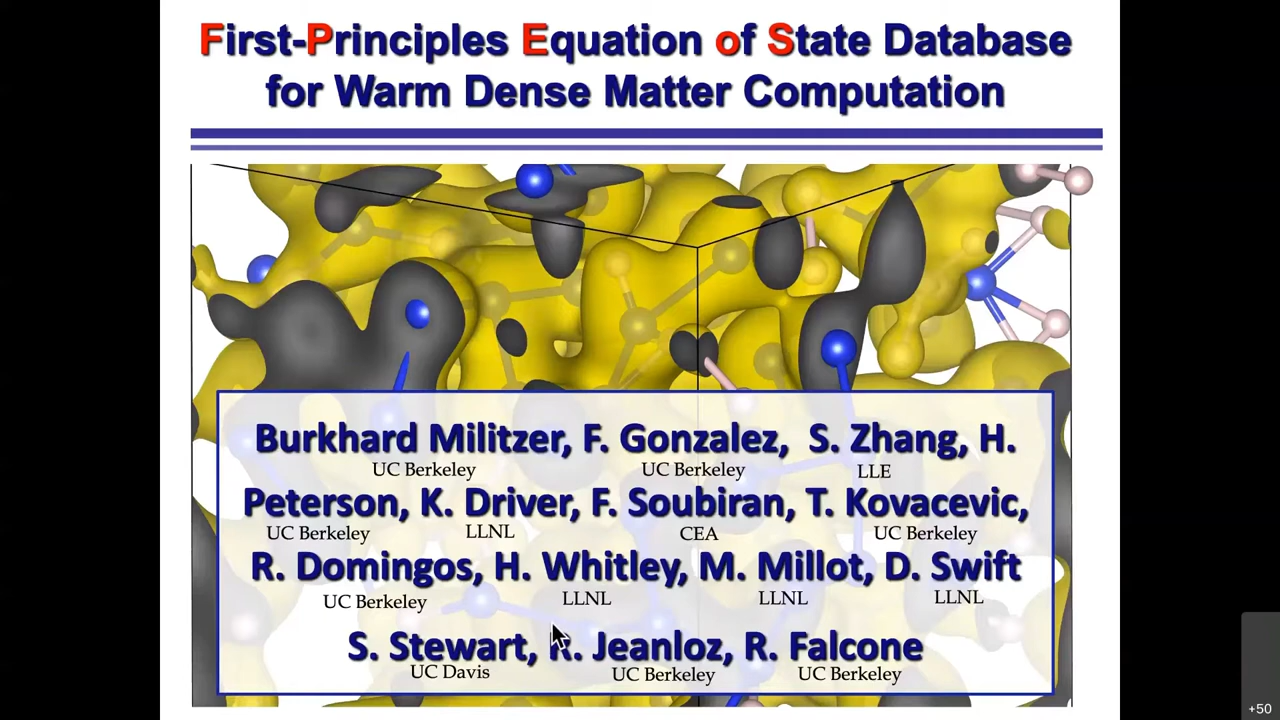 First-Principles Equation of State Database
for Warm Dense Matter Computation
Burkhard Militzer, F. Gonzalez, S. Zhang, H.
UC Berkeley UC Berkeley LLE
Peterson, K. Driver, F. Soubiran, T. Kovacevic,
UC Berkeley LLNL CEA UC Berkeley
R. Domingos, H. Whitley, M. Millot, D. Swift
UC Berkeley LLNL LLNL LLNL
S. Stewart, R. Jeanloz, R. Falcone
UC Davis UC Berkeley UC Berkeley
+50